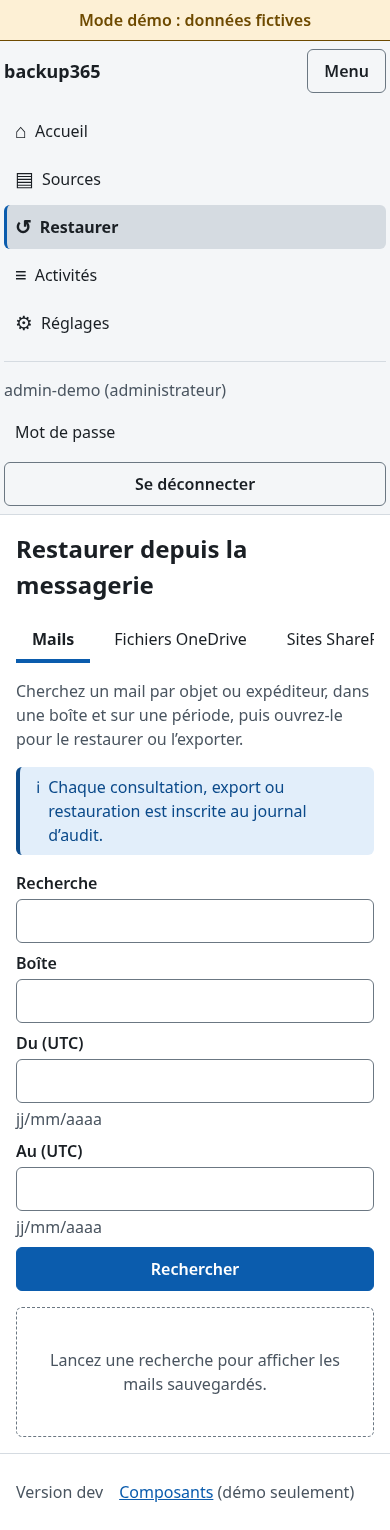 Mode démo : données fictives
backup365
Menu
Accueil
Sources
Restaurer
Activités
Réglages
admin-demo (administrateur)
Mot de passe
Se déconnecter
Restaurer depuis la
messagerie
Mails Fichiers OneDrive Sites ShareP
Cherchez un mail par objet ou expéditeur, dans
une boîte et sur une période, puis ouvrez-le
pour le restaurer ou l’exporter.
i Chaque consultation, export ou
restauration est inscrite au journal
d’audit.
Recherche
Boîte
Du (UTC)
jj/mm/aaaa
Au (UTC)
jj/mm/aaaa
Rechercher
Lancez une recherche pour afficher les
mails sauvegardés.
Version dev Composants (démo seulement)